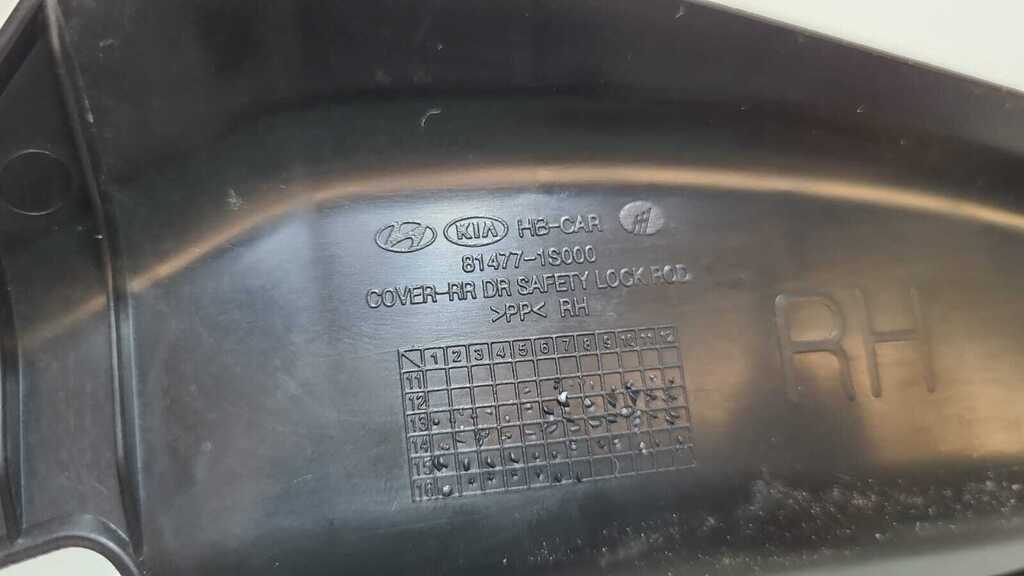 KIA HB-CAR
81477-1S000
COVER-RR DR SAFETY LOCK ROD
>PP< RH
RH
1 2 3 4 5 6 7 8 9 10 11 12
11
12
13
14
15
16